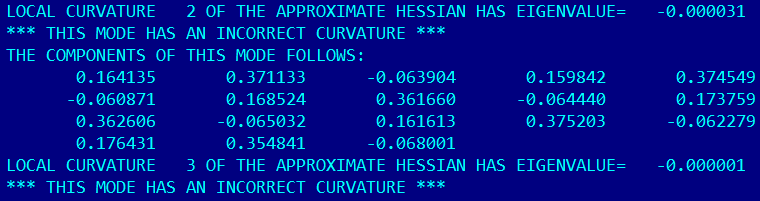 LOCAL CURVATURE   2 OF THE APPROXIMATE HESSIAN HAS EIGENVALUE=   -0.000031
*** THIS MODE HAS AN INCORRECT CURVATURE ***
THE COMPONENTS OF THIS MODE FOLLOWS:
0.164135 0.371133 -0.063904 0.159842 0.374549
-0.060871 0.168524 0.361660 -0.064440 0.173759
0.362606 -0.065032 0.161613 0.375203 -0.062279
0.176431 0.354841 -0.068001
LOCAL CURVATURE   3 OF THE APPROXIMATE HESSIAN HAS EIGENVALUE=   -0.000001
*** THIS MODE HAS AN INCORRECT CURVATURE ***